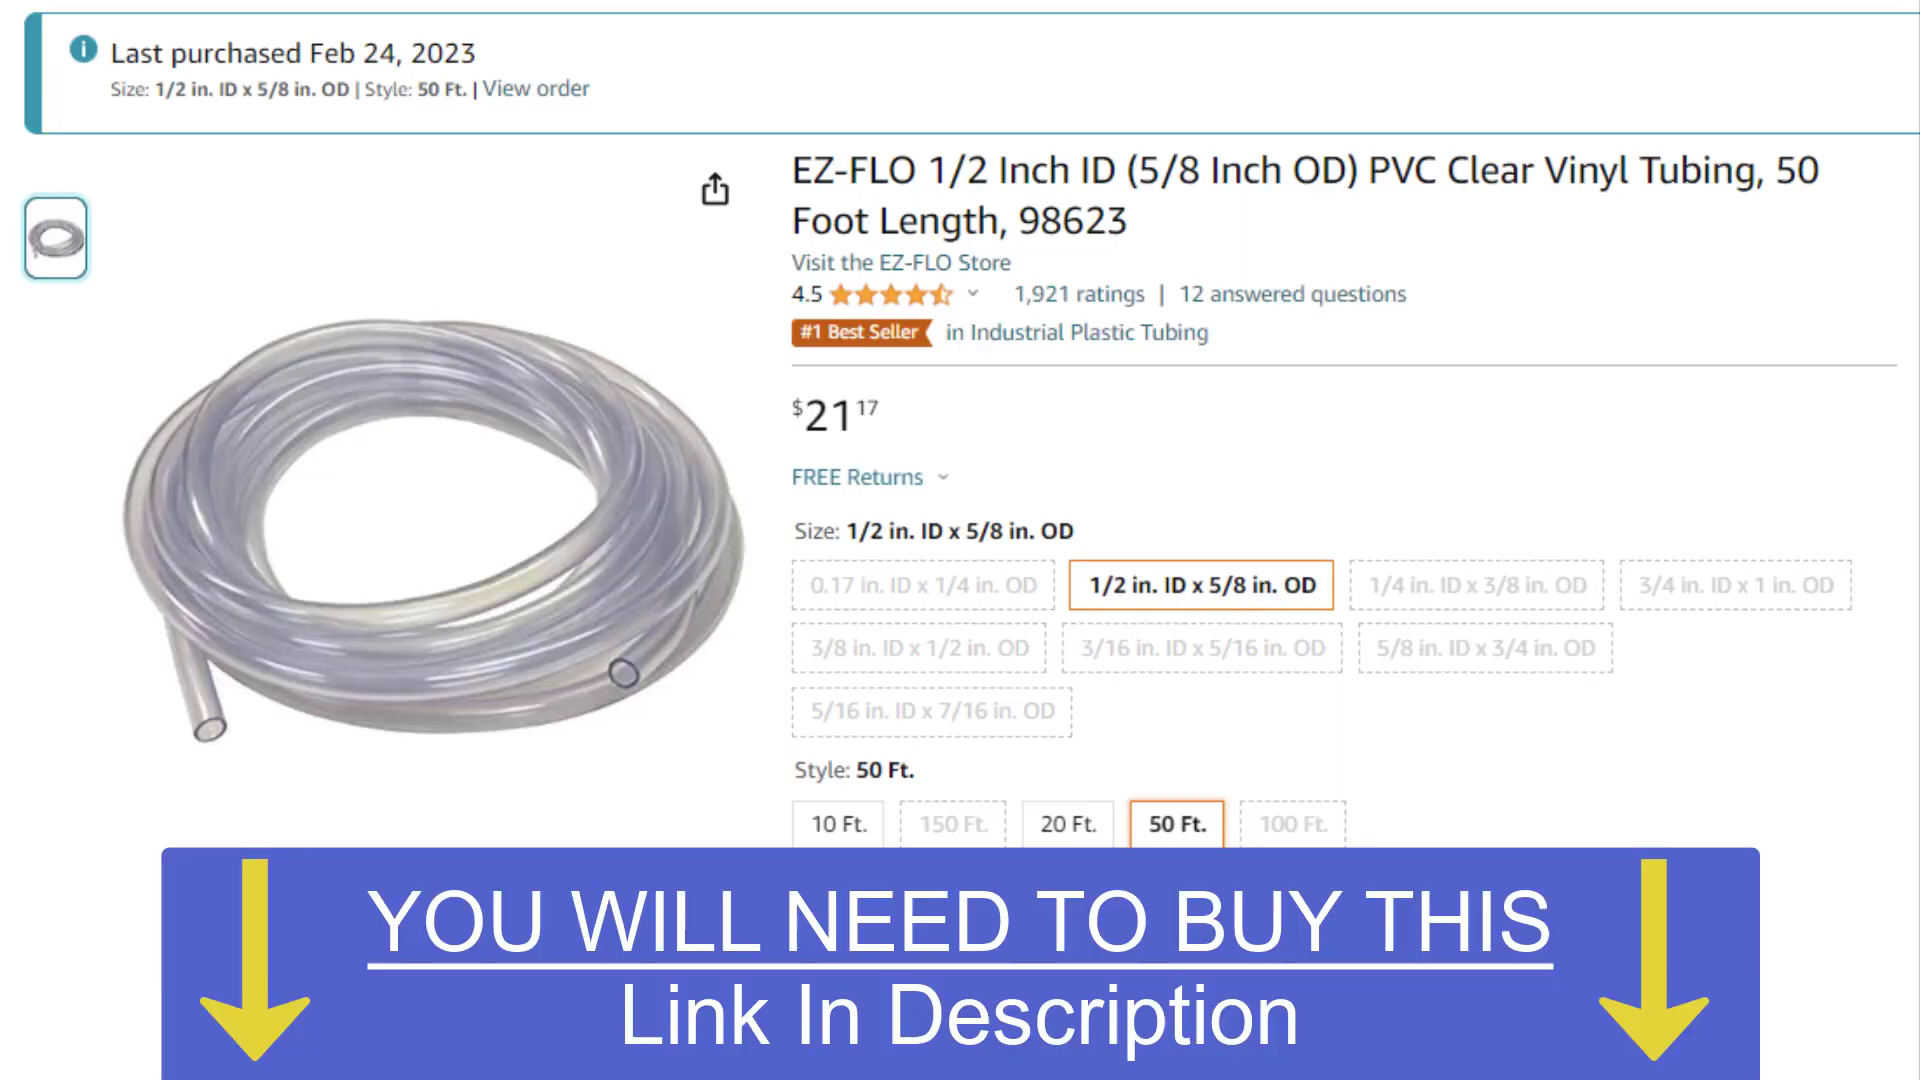 Last purchased Feb 24, 2023
Size: 1/2 in. ID x 5/8 in. OD | Style: 50 Ft. | View order
EZ-FLO 1/2 Inch ID (5/8 Inch OD) PVC Clear Vinyl Tubing, 50
Foot Length, 98623
Visit the EZ-FLO Store
4.5 1,921 ratings | 12 answered questions
#1 Best Seller in Industrial Plastic Tubing
$21 17
FREE Returns
Size: 1/2 in. ID x 5/8 in. OD
0.17 in. ID x 1/4 in. OD 1/2 in. ID x 5/8 in. OD 1/4 in. ID x 3/8 in. OD 3/4 in. ID x 1 in. OD
3/8 in. ID x 1/2 in. OD 3/16 in. ID x 5/16 in. OD 5/8 in. ID x 3/4 in. OD
5/16 in. ID x 7/16 in. OD
Style: 50 Ft.
10 Ft. 150 Ft. 20 Ft. 50 Ft. 100 Ft.
YOU WILL NEED TO BUY THIS
Link In Description